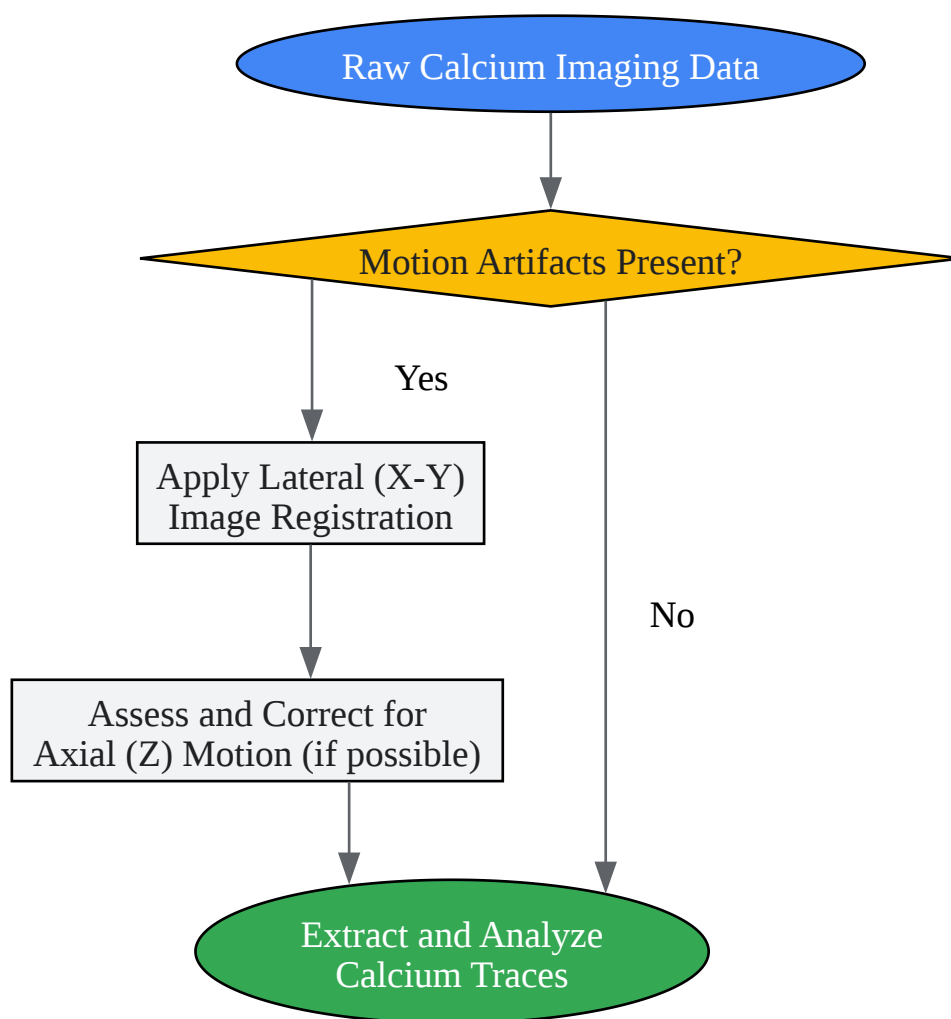 Raw Calcium Imaging Data
Motion Artifacts Present?
Yes
Apply Lateral (X-Y)
Image Registration
No
Assess and Correct for
Axial (Z) Motion (if possible)
Extract and Analyze
Calcium Traces